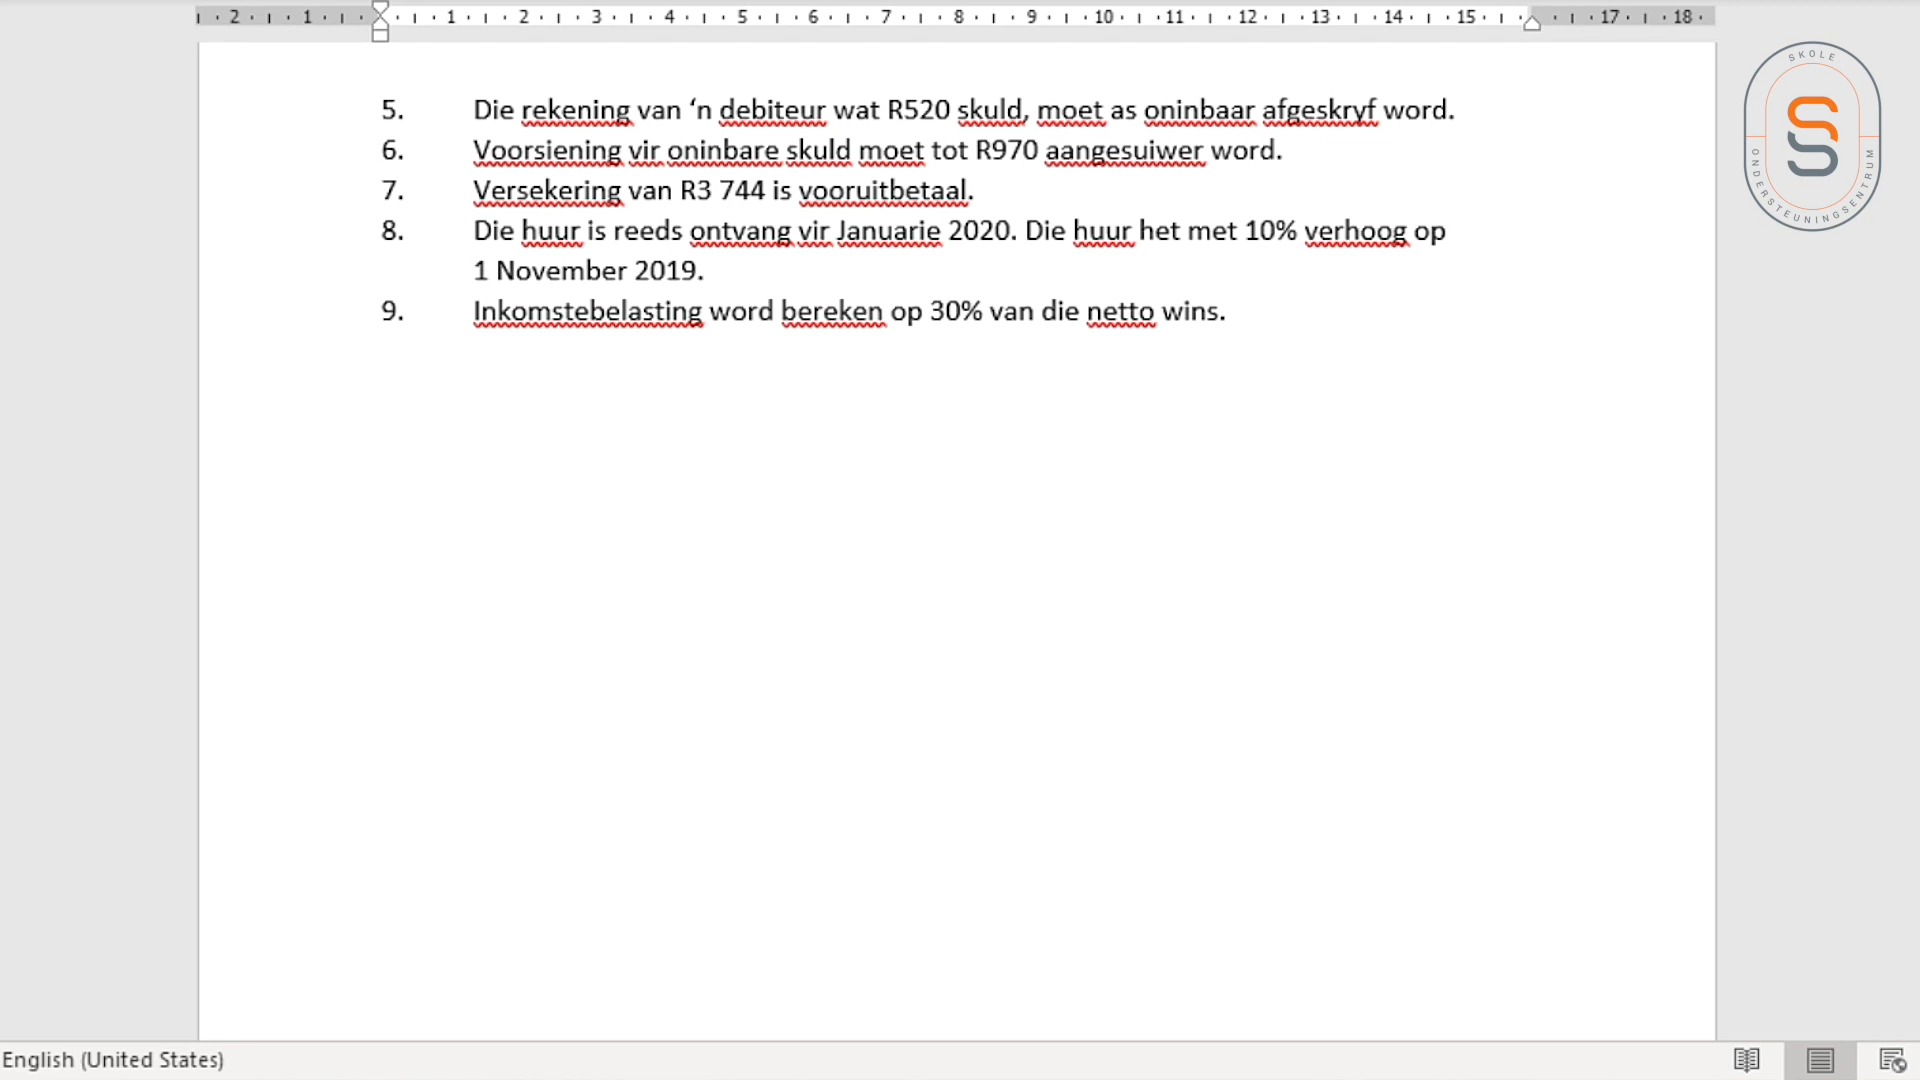 2 1 1 2 3 4 5 6 7 8 9 10 11 12 13 14 15 17 18
SKOLE
ONDERSTEUNINGSENTRUM
5. Die rekening van ‘n debiteur wat R520 skuld, moet as oninbaar afgeskryf word.
6. Voorsiening vir oninbare skuld moet tot R970 aangesuiwer word.
7. Versekering van R3 744 is vooruitbetaal.
8. Die huur is reeds ontvang vir Januarie 2020. Die huur het met 10% verhoog op
1 November 2019.
9. Inkomstebelasting word bereken op 30% van die netto wins.
English (United States)